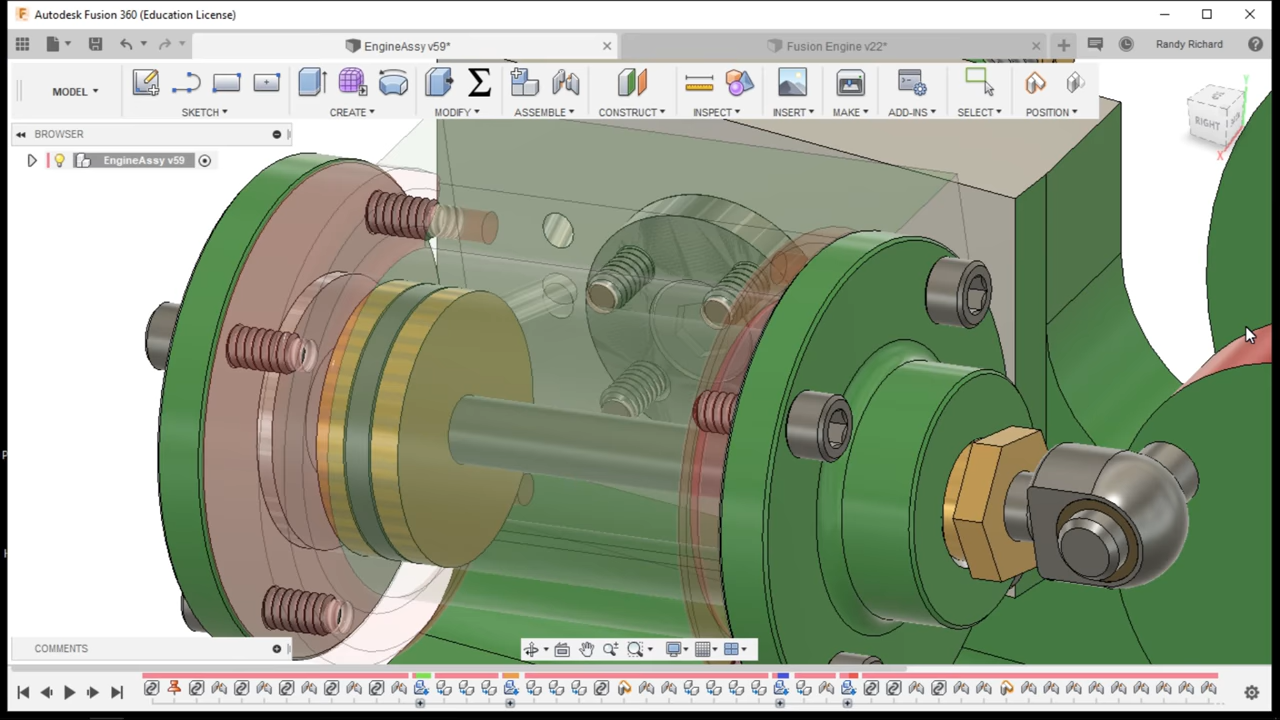 Autodesk Fusion 360 (Education License)
EngineAssy v59*
Fusion Engine v22*
Randy Richard
MODEL
SKETCH
CREATE
MODIFY
ASSEMBLE
CONSTRUCT
INSPECT
INSERT
MAKE
ADD-INS
SELECT
POSITION
BROWSER
EngineAssy v59
RIGHT
Y
X
COMMENTS